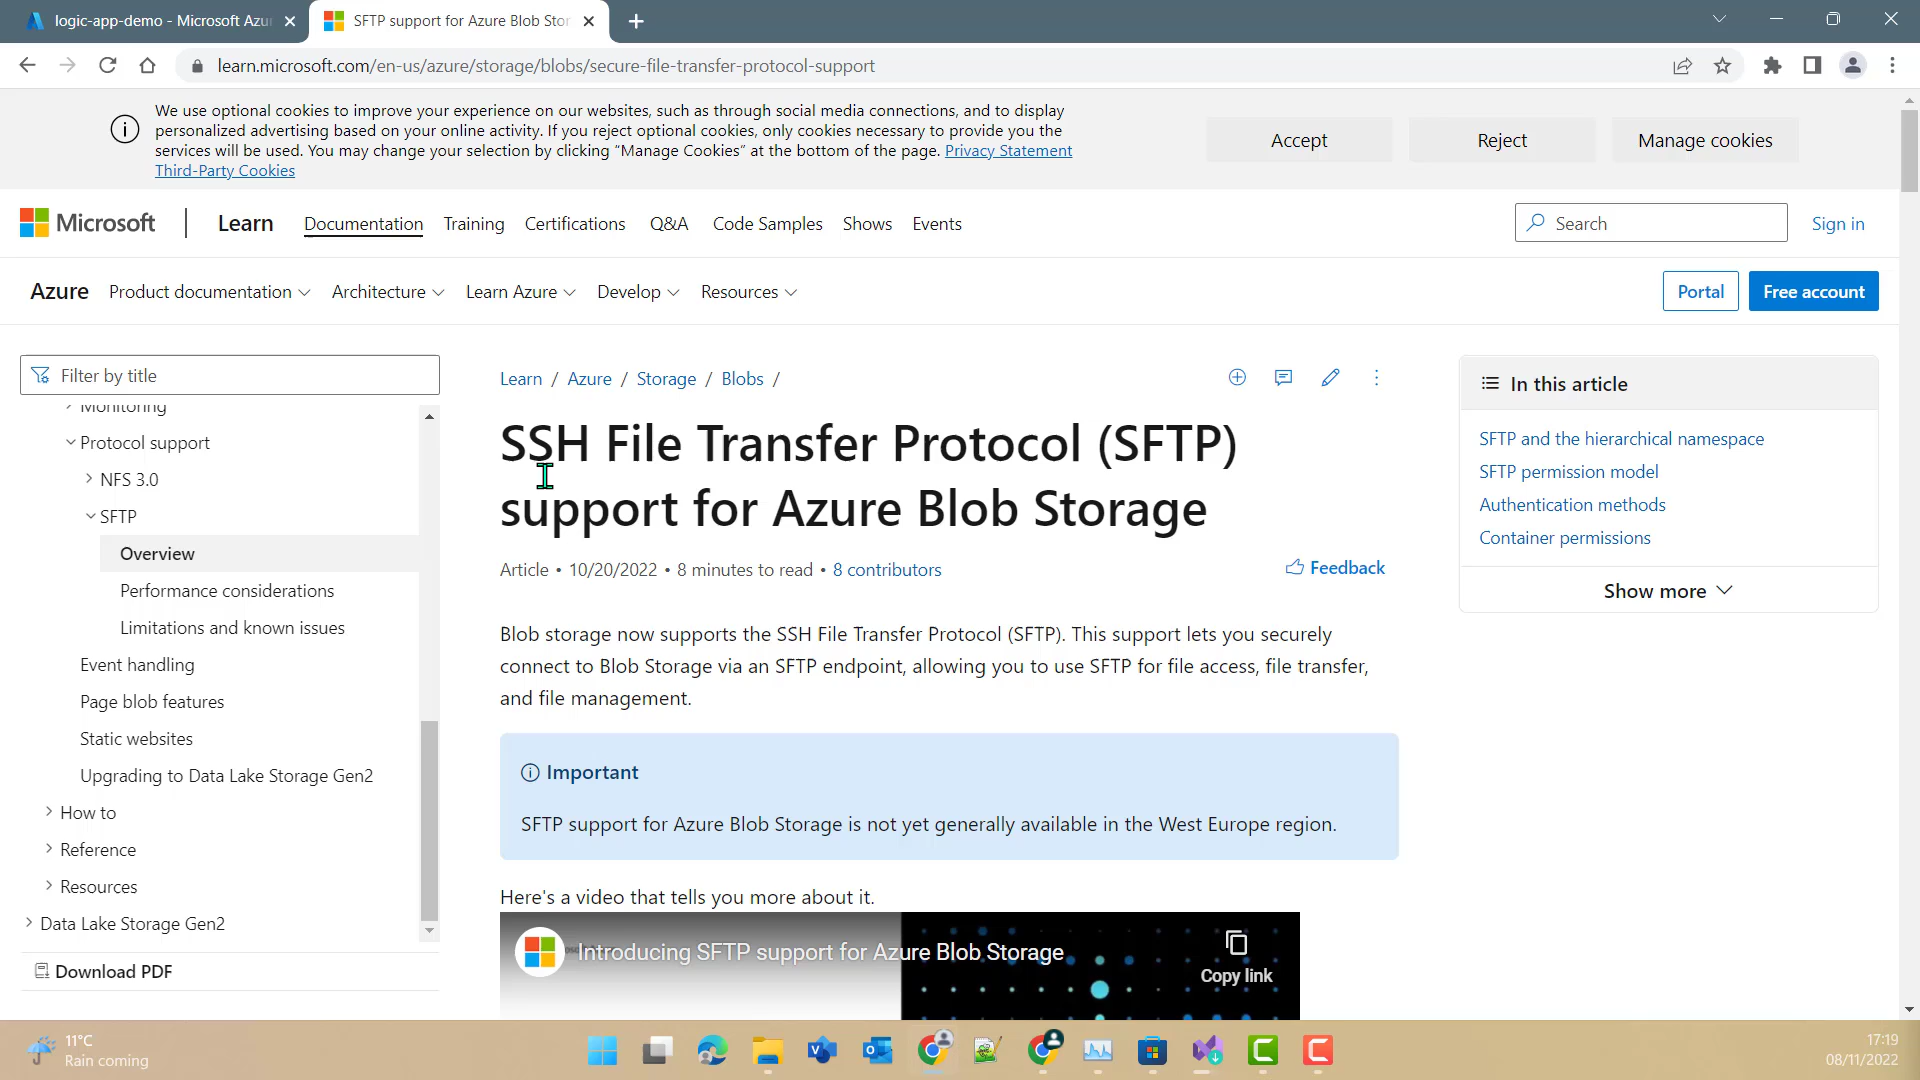 logic-app-demo - Microsoft Azu
SFTP support for Azure Blob Stor
learn.microsoft.com/en-us/azure/storage/blobs/secure-file-transfer-protocol-support
We use optional cookies to improve your experience on our websites, such as through social media connections, and to display
personalized advertising based on your online activity. If you reject optional cookies, only cookies necessary to provide you the
services will be used. You may change your selection by clicking “Manage Cookies” at the bottom of the page. Privacy Statement
Third-Party Cookies
Accept
Reject
Manage cookies
Microsoft
Learn
Documentation
Training
Certifications
Q&A
Code Samples
Shows
Events
Search
Sign in
Azure
Product documentation
Architecture
Learn Azure
Develop
Resources
Portal
Free account
Filter by title
Monitoring
Protocol support
NFS 3.0
SFTP
Overview
Performance considerations
Limitations and known issues
Event handling
Page blob features
Static websites
Upgrading to Data Lake Storage Gen2
How to
Reference
Resources
Data Lake Storage Gen2
Download PDF
Learn / Azure / Storage / Blobs /
SSH File Transfer Protocol (SFTP)
support for Azure Blob Storage
Article • 10/20/2022 • 8 minutes to read • 8 contributors
Feedback
Blob storage now supports the SSH File Transfer Protocol (SFTP). This support lets you securely
connect to Blob Storage via an SFTP endpoint, allowing you to use SFTP for file access, file transfer,
and file management.
Important
SFTP support for Azure Blob Storage is not yet generally available in the West Europe region.
Here's a video that tells you more about it.
Introducing SFTP support for Azure Blob Storage
Copy link
In this article
SFTP and the hierarchical namespace
SFTP permission model
Authentication methods
Container permissions
Show more
11°C
Rain coming
17:19
08/11/2022